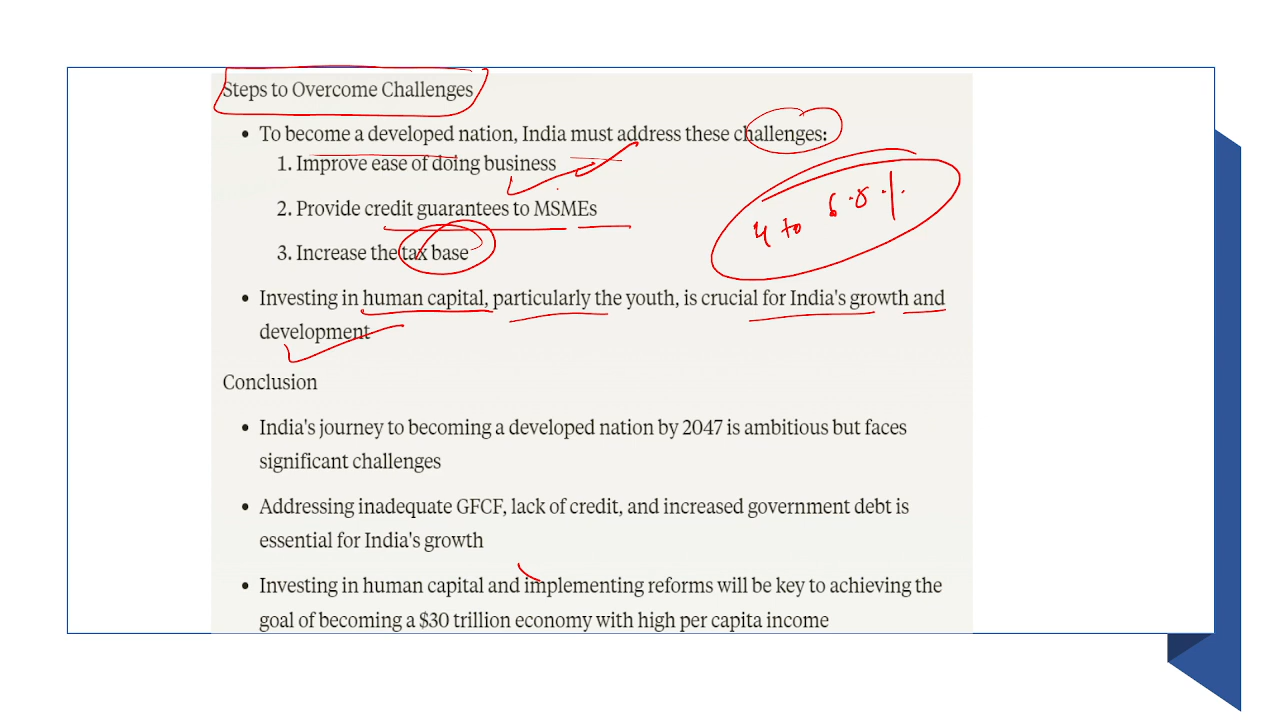 Steps to Overcome Challenges
• To become a developed nation, India must address these challenges:
1. Improve ease of doing business
2. Provide credit guarantees to MSMEs
4 to 6.8 %.
3. Increase the tax base
• Investing in human capital, particularly the youth, is crucial for India's growth and
development
Conclusion
• India's journey to becoming a developed nation by 2047 is ambitious but faces
significant challenges
• Addressing inadequate GFCF, lack of credit, and increased government debt is
essential for India's growth
• Investing in human capital and implementing reforms will be key to achieving the
goal of becoming a $30 trillion economy with high per capita income